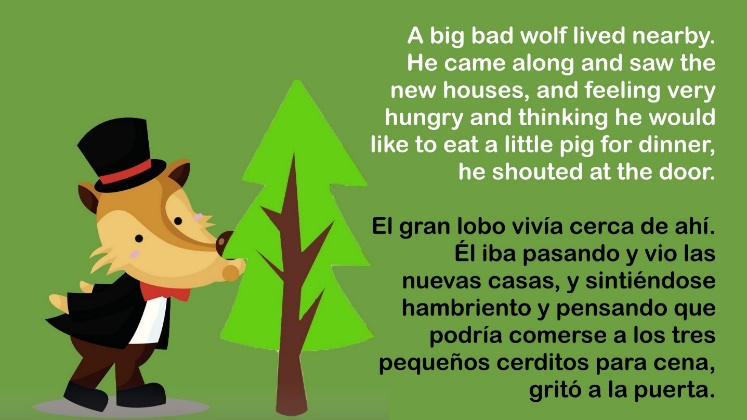 A big bad wolf lived nearby.
He came along and saw the
new houses, and feeling very
hungry and thinking he would
like to eat a little pig for dinner,
he shouted at the door.
El gran lobo vivía cerca de ahí.
Él iba pasando y vio las
nuevas casas, y sintiéndose
hambriento y pensando que
podría comerse a los tres
pequeños cerditos para cena,
gritó a la puerta.